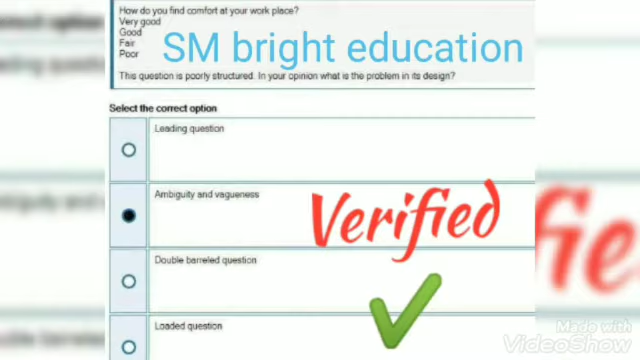 How do you find comfort at your work place?
Very good
Good
Fair
Poor
SM bright education
This question is poorly structured. In your opinion what is the problem in its design?
Select the correct option
Leading question
Ambiguity and vagueness
Verified
Double barreled question
Loaded question
Made with
VideoShow